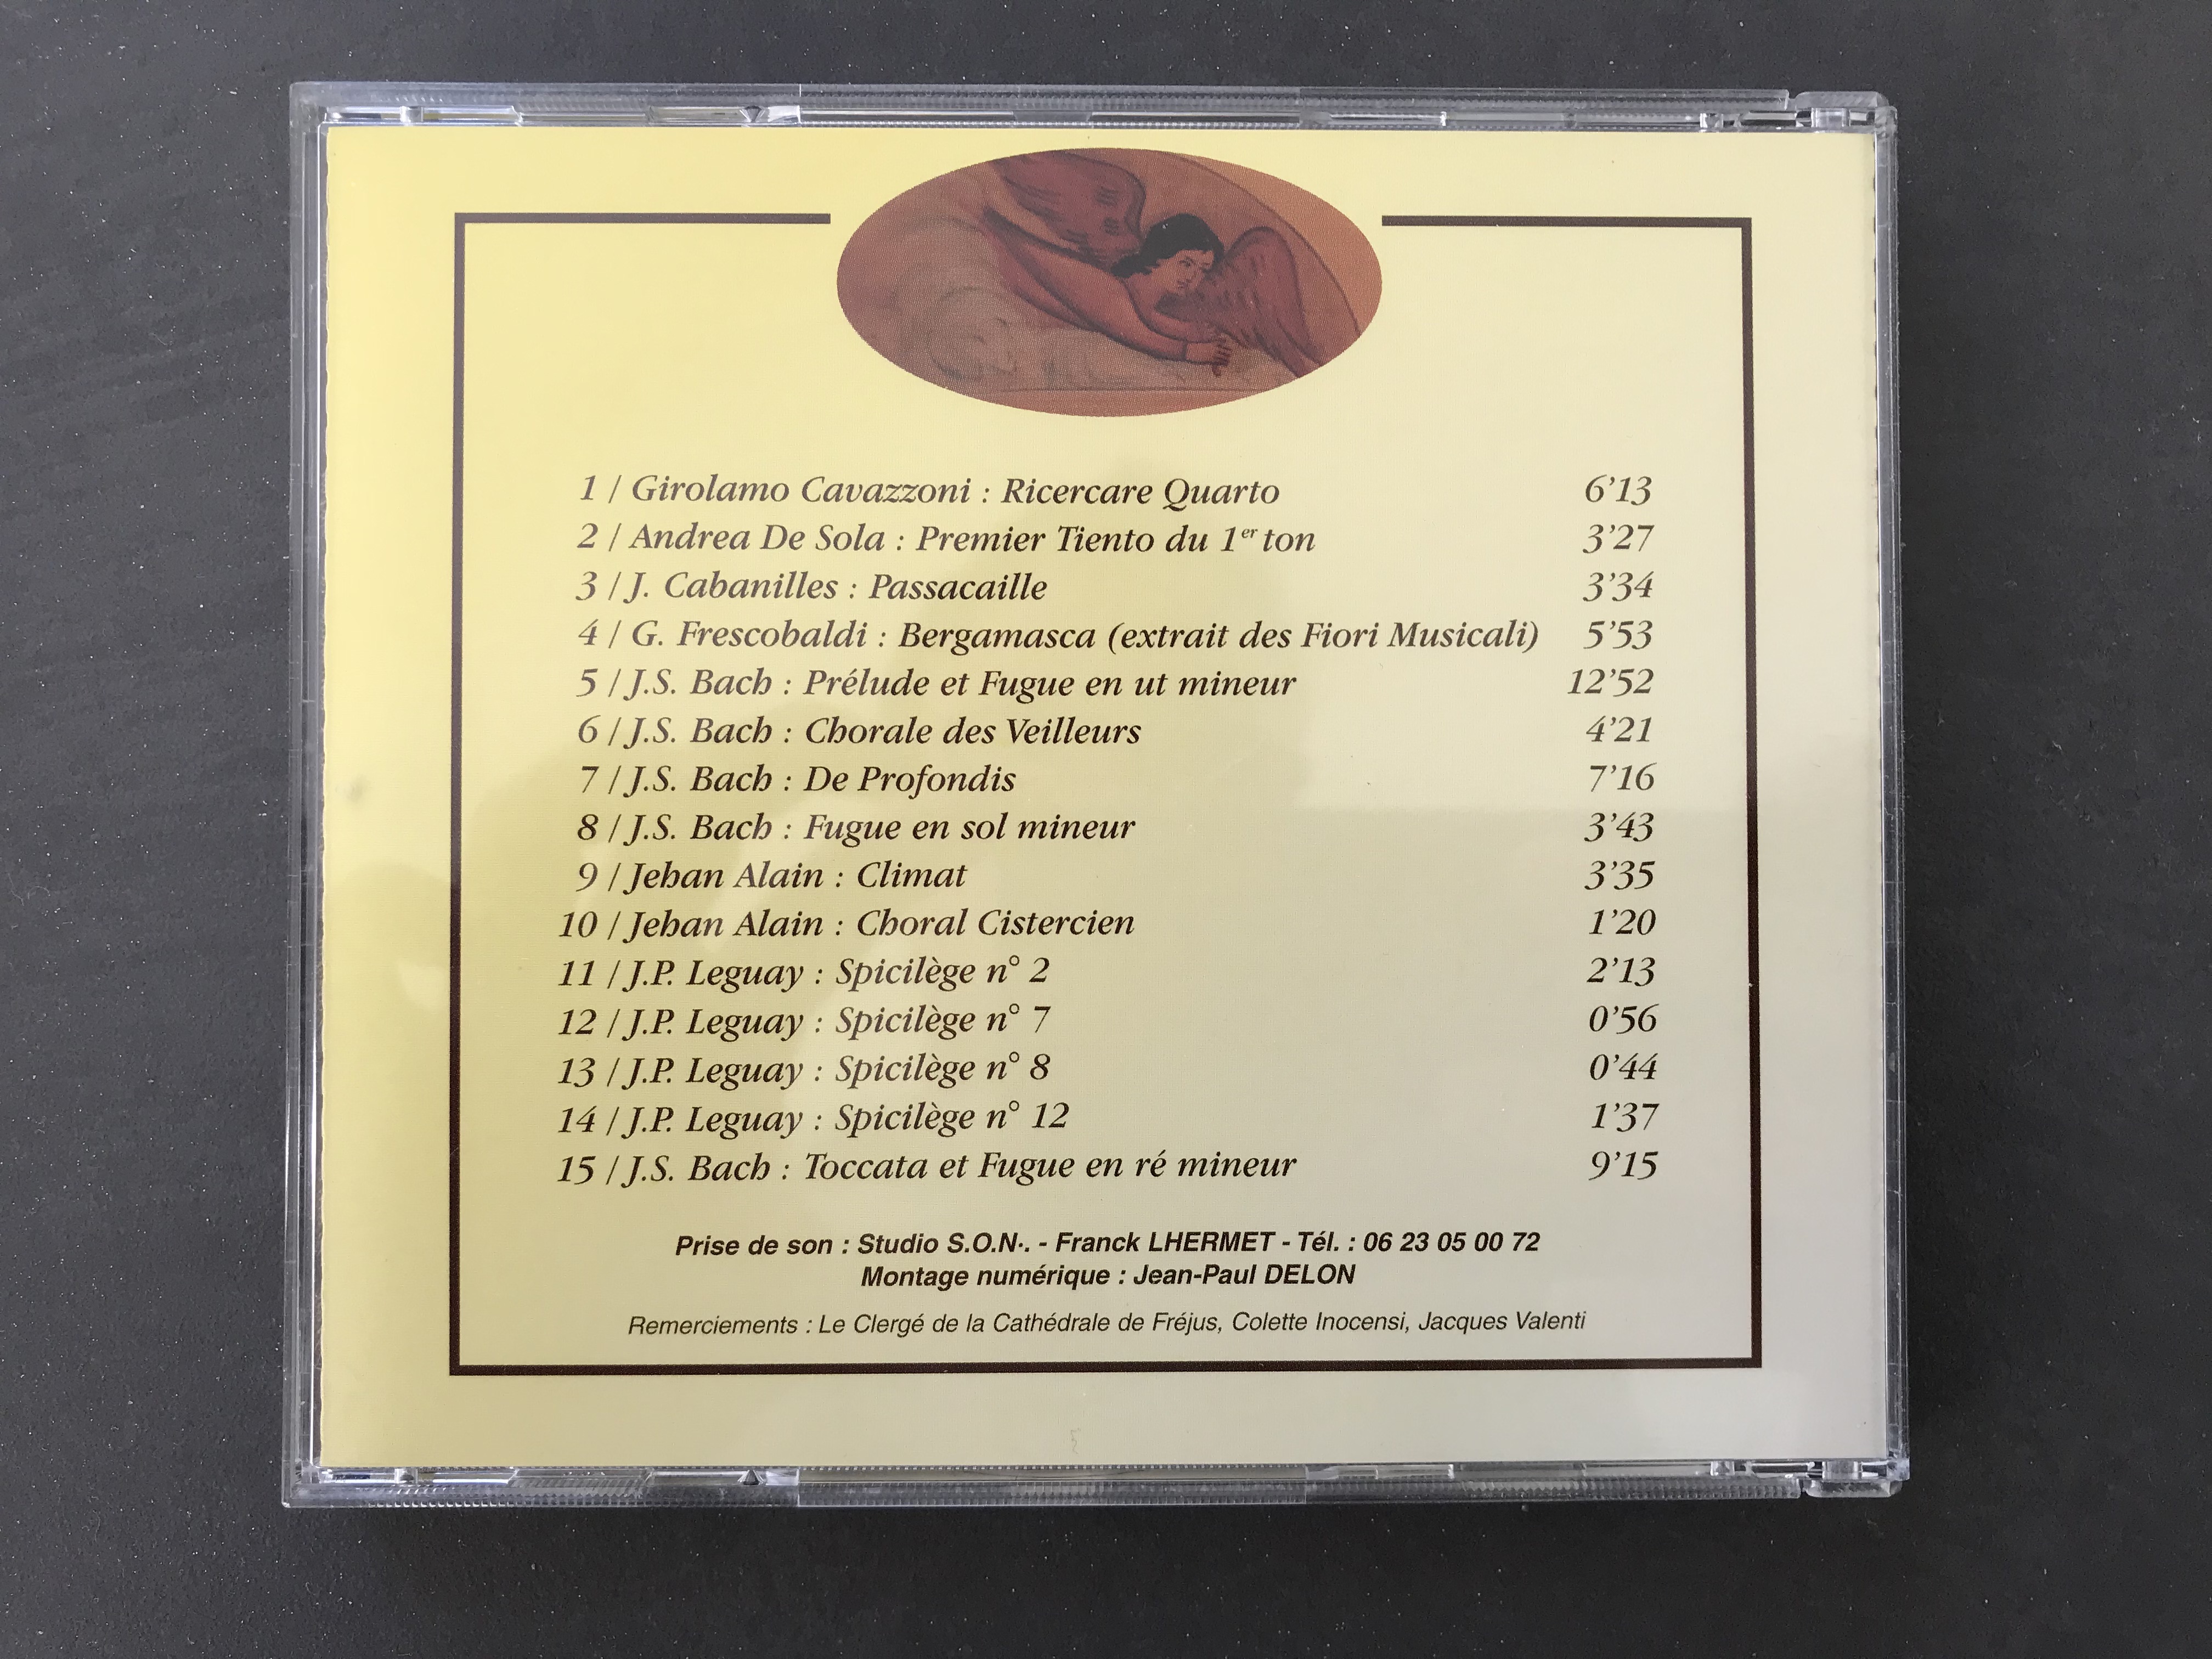 1 / Girolamo Cavazzoni : Ricercare Quarto 6’13
2 / Andrea De Sola : Premier Tiento du 1er ton 3’27
3 / J. Cabanilles : Passacaille 3’34
4 / G. Frescobaldi : Bergamasca (extrait des Fiori Musicali) 5’53
5 / J.S. Bach : Prélude et Fugue en ut mineur 12’52
6 / J.S. Bach : Chorale des Veilleurs 4’21
7 / J.S. Bach : De Profondis 7’16
8 / J.S. Bach : Fugue en sol mineur 3’43
9 / Jehan Alain : Climat 3’35
10 / Jehan Alain : Choral Cistercien 1’20
11 / J.P. Leguay : Spicilège n° 2 2’13
12 / J.P. Leguay : Spicilège n° 7 0’56
13 / J.P. Leguay : Spicilège n° 8 0’44
14 / J.P. Leguay : Spicilège n° 12 1’37
15 / J.S. Bach : Toccata et Fugue en ré mineur 9’15
Prise de son : Studio S.O.N·. - Franck LHERMET - Tél. : 06 23 05 00 72
Montage numérique : Jean-Paul DELON
Remerciements : Le Clergé de la Cathédrale de Fréjus, Colette Inocensi, Jacques Valenti